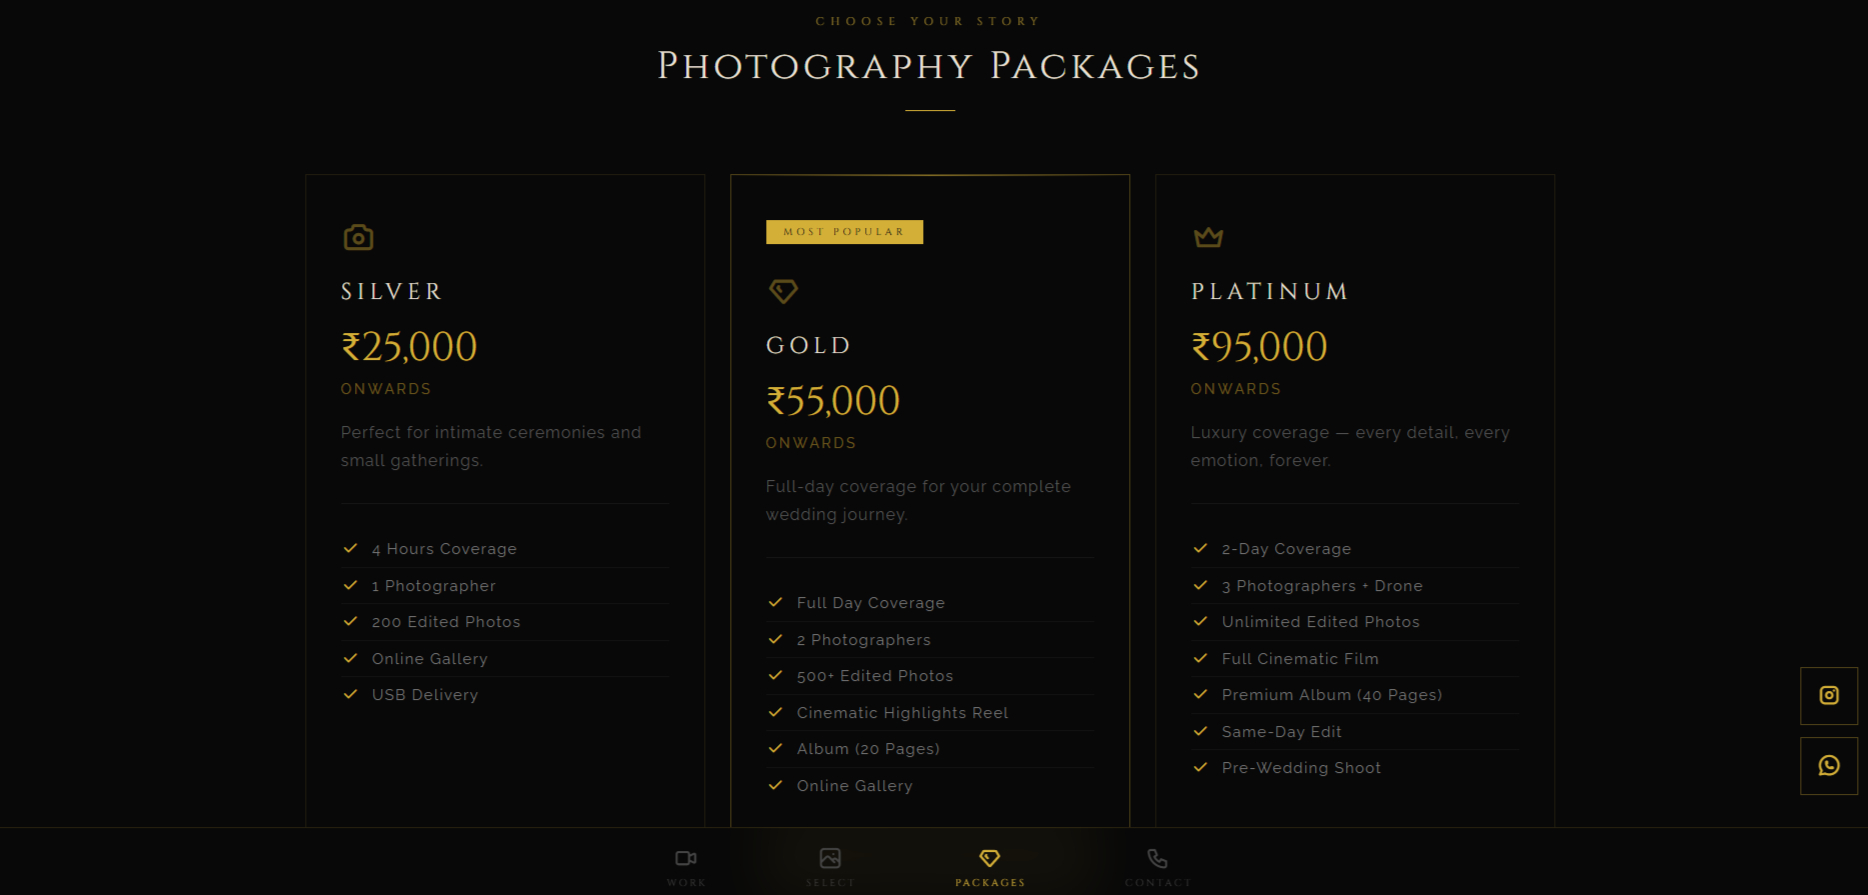 CHOOSE YOUR STORY
PHOTOGRAPHY PACKAGES
SILVER
₹25,000
ONWARDS
Perfect for intimate ceremonies and
small gatherings.
4 Hours Coverage
1 Photographer
200 Edited Photos
Online Gallery
USB Delivery
MOST POPULAR
GOLD
₹55,000
ONWARDS
Full-day coverage for your complete
wedding journey.
Full Day Coverage
2 Photographers
500+ Edited Photos
Cinematic Highlights Reel
Album (20 Pages)
Online Gallery
PLATINUM
₹95,000
ONWARDS
Luxury coverage — every detail, every
emotion, forever.
2-Day Coverage
3 Photographers + Drone
Unlimited Edited Photos
Full Cinematic Film
Premium Album (40 Pages)
Same-Day Edit
Pre-Wedding Shoot
WORK
SELECT
PACKAGES
CONTACT